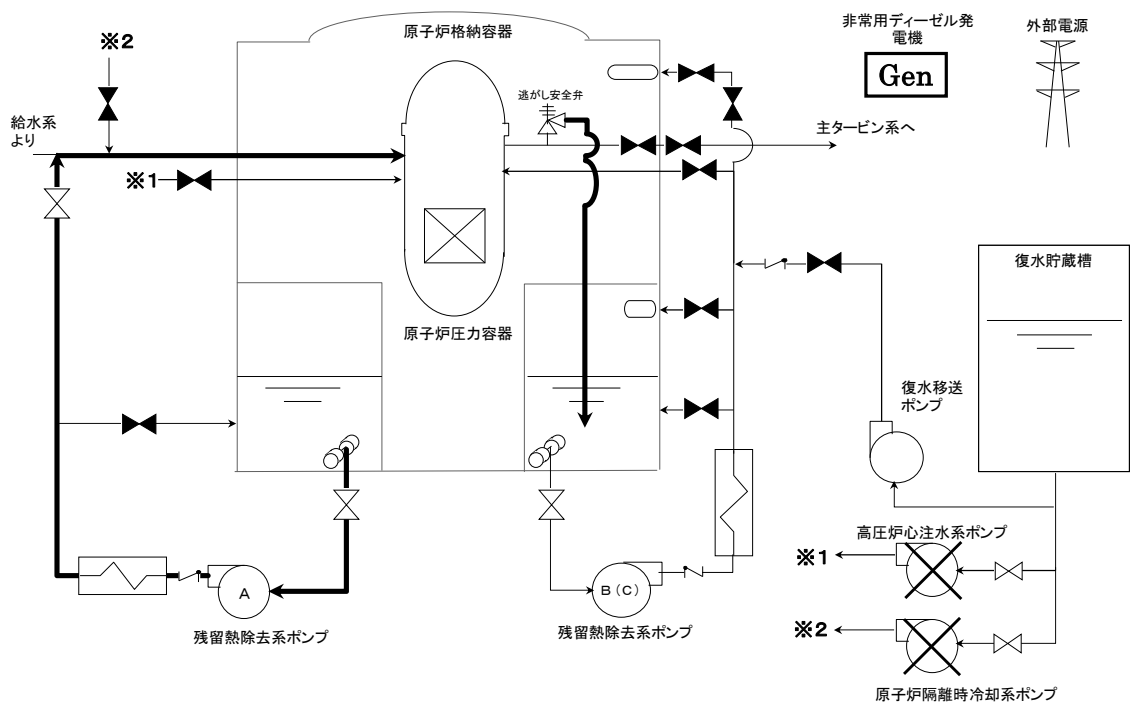 ※2
原子炉格納容器
非常用ディーゼル発
電機
外部電源
Gen
逃がし安全弁
給水系
より
主タービン系へ
※1
復水貯蔵槽
原子炉圧力容器
復水移送
ポンプ
高圧炉心注水系ポンプ
※1
A
B(C)
残留熱除去系ポンプ
残留熱除去系ポンプ
※2
原子炉隔離時冷却系ポンプ